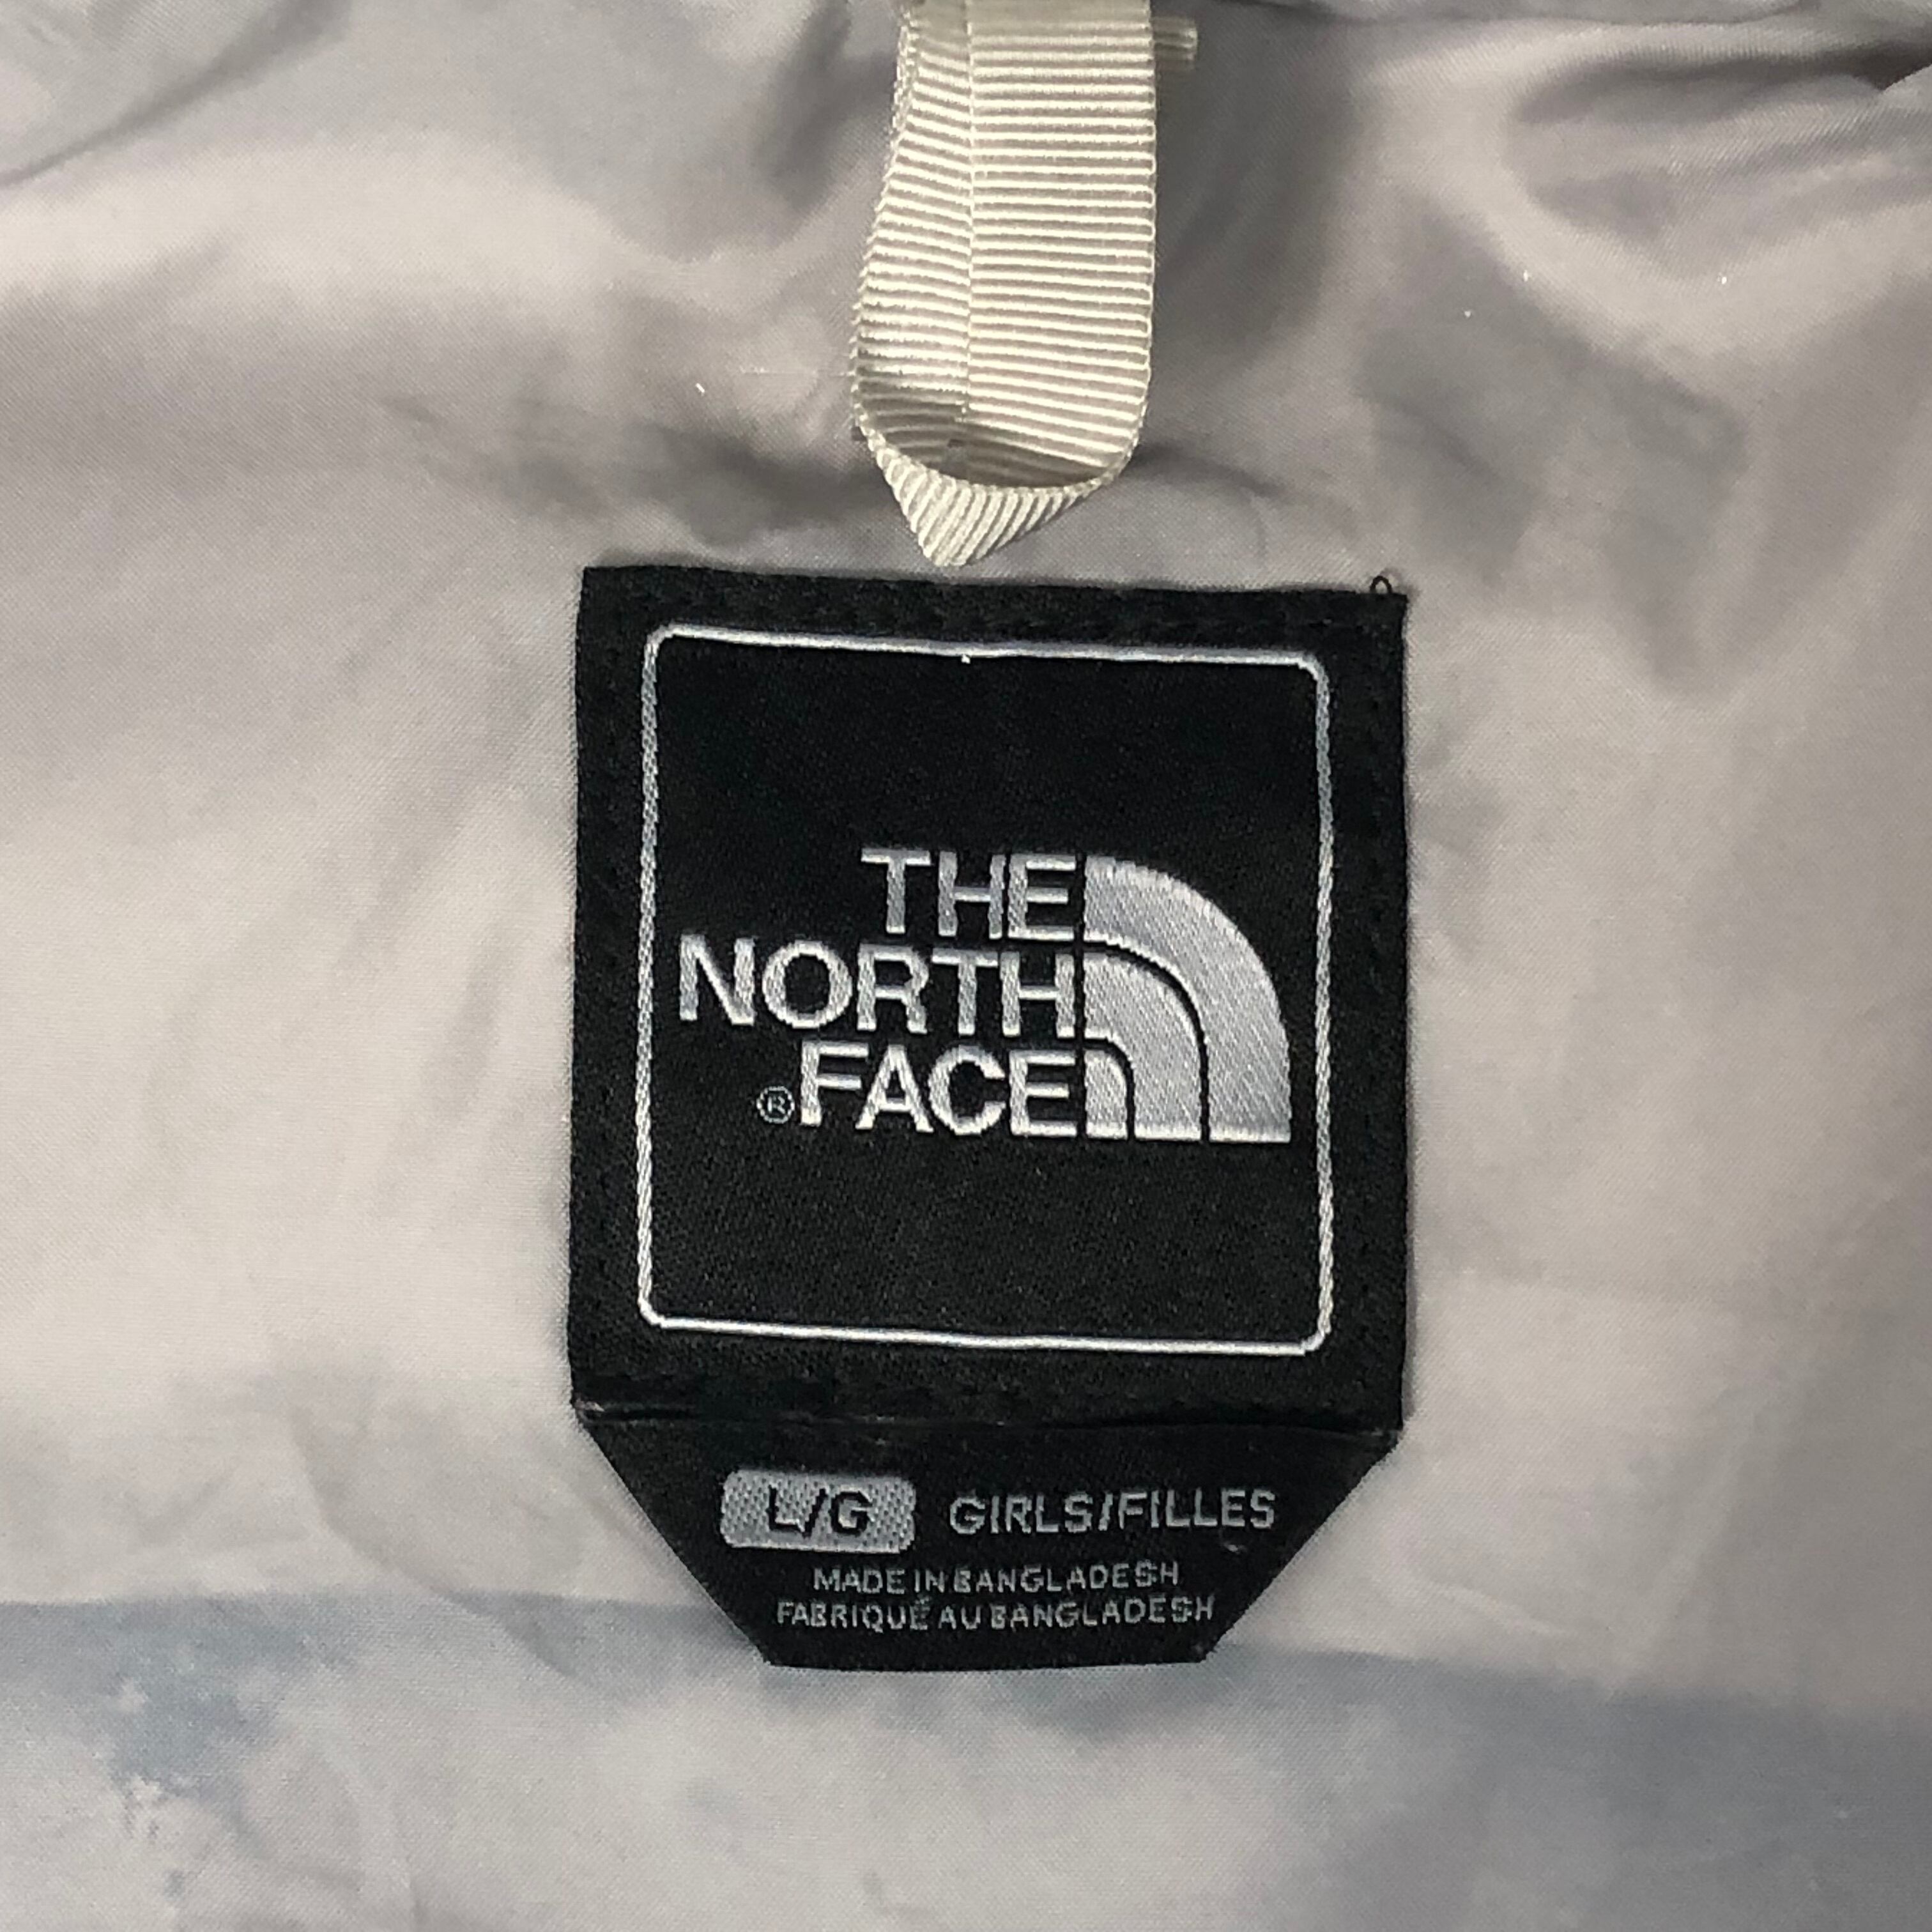 THE
NORTH
®FACE
L/G GIRLS/FILLES
MADE IN BANGLADESH
FABRIQUÉ AU BANGLADESH